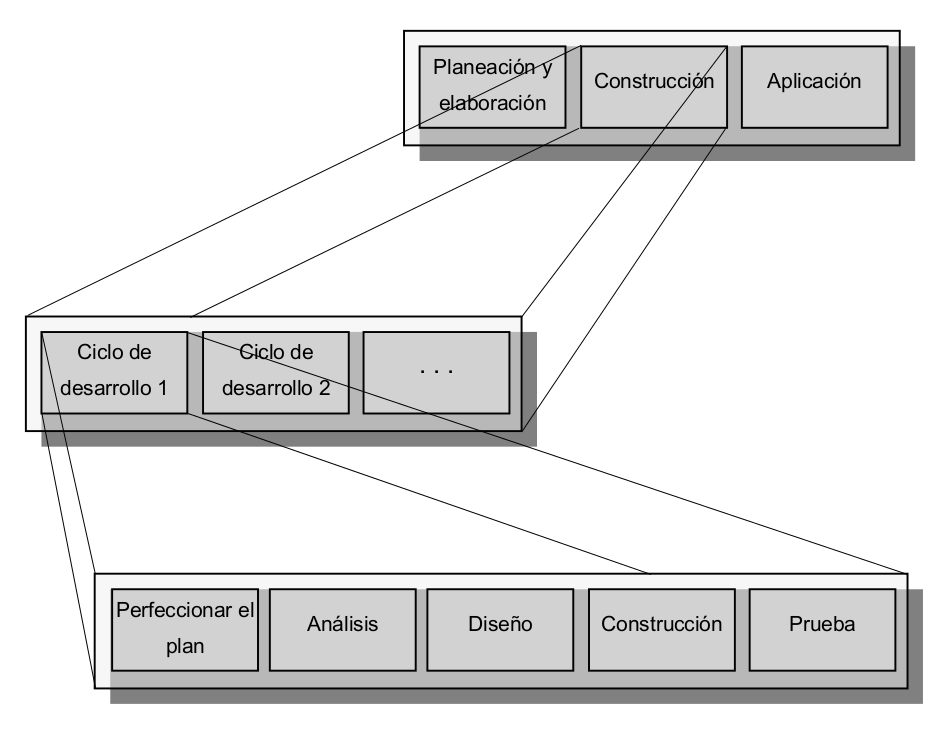 Planeación y
elaboración
Construcción
Aplicación
Ciclo de
desarrollo 1
Ciclo de
desarrollo 2
. . .
Perfeccionar el
plan
Análisis
Diseño
Construcción
Prueba